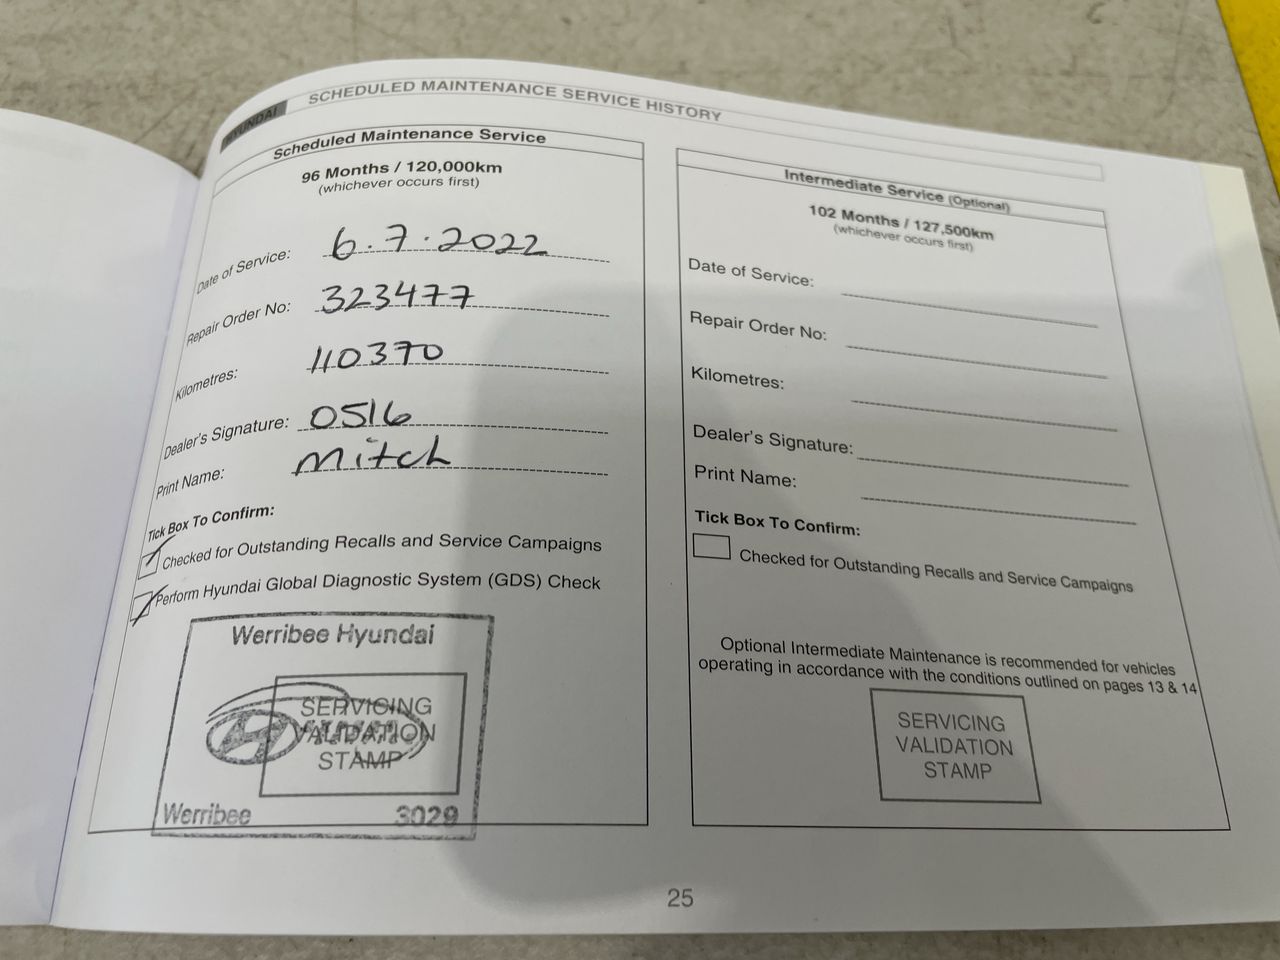 HYUNDAI
SCHEDULED MAINTENANCE SERVICE HISTORY
Scheduled Maintenance Service
96 Months / 120,000km
(whichever occurs first)
Date of Service: 6.7.2022
Repair Order No: 323477
Kilometres: 110370
Dealer's Signature: 0516
Print Name: Mitch
Tick Box To Confirm:
Checked for Outstanding Recalls and Service Campaigns
Perform Hyundai Global Diagnostic System (GDS) Check
Werribee Hyundai
SERVICING
VALIDATION
STAMP
Werribee 3029
Intermediate Service (Optional)
102 Months / 127,500km
(whichever occurs first)
Date of Service:
Repair Order No:
Kilometres:
Dealer's Signature:
Print Name:
Tick Box To Confirm:
Checked for Outstanding Recalls and Service Campaigns
Optional Intermediate Maintenance is recommended for vehicles
operating in accordance with the conditions outlined on pages 13 & 14
SERVICING
VALIDATION
STAMP
25